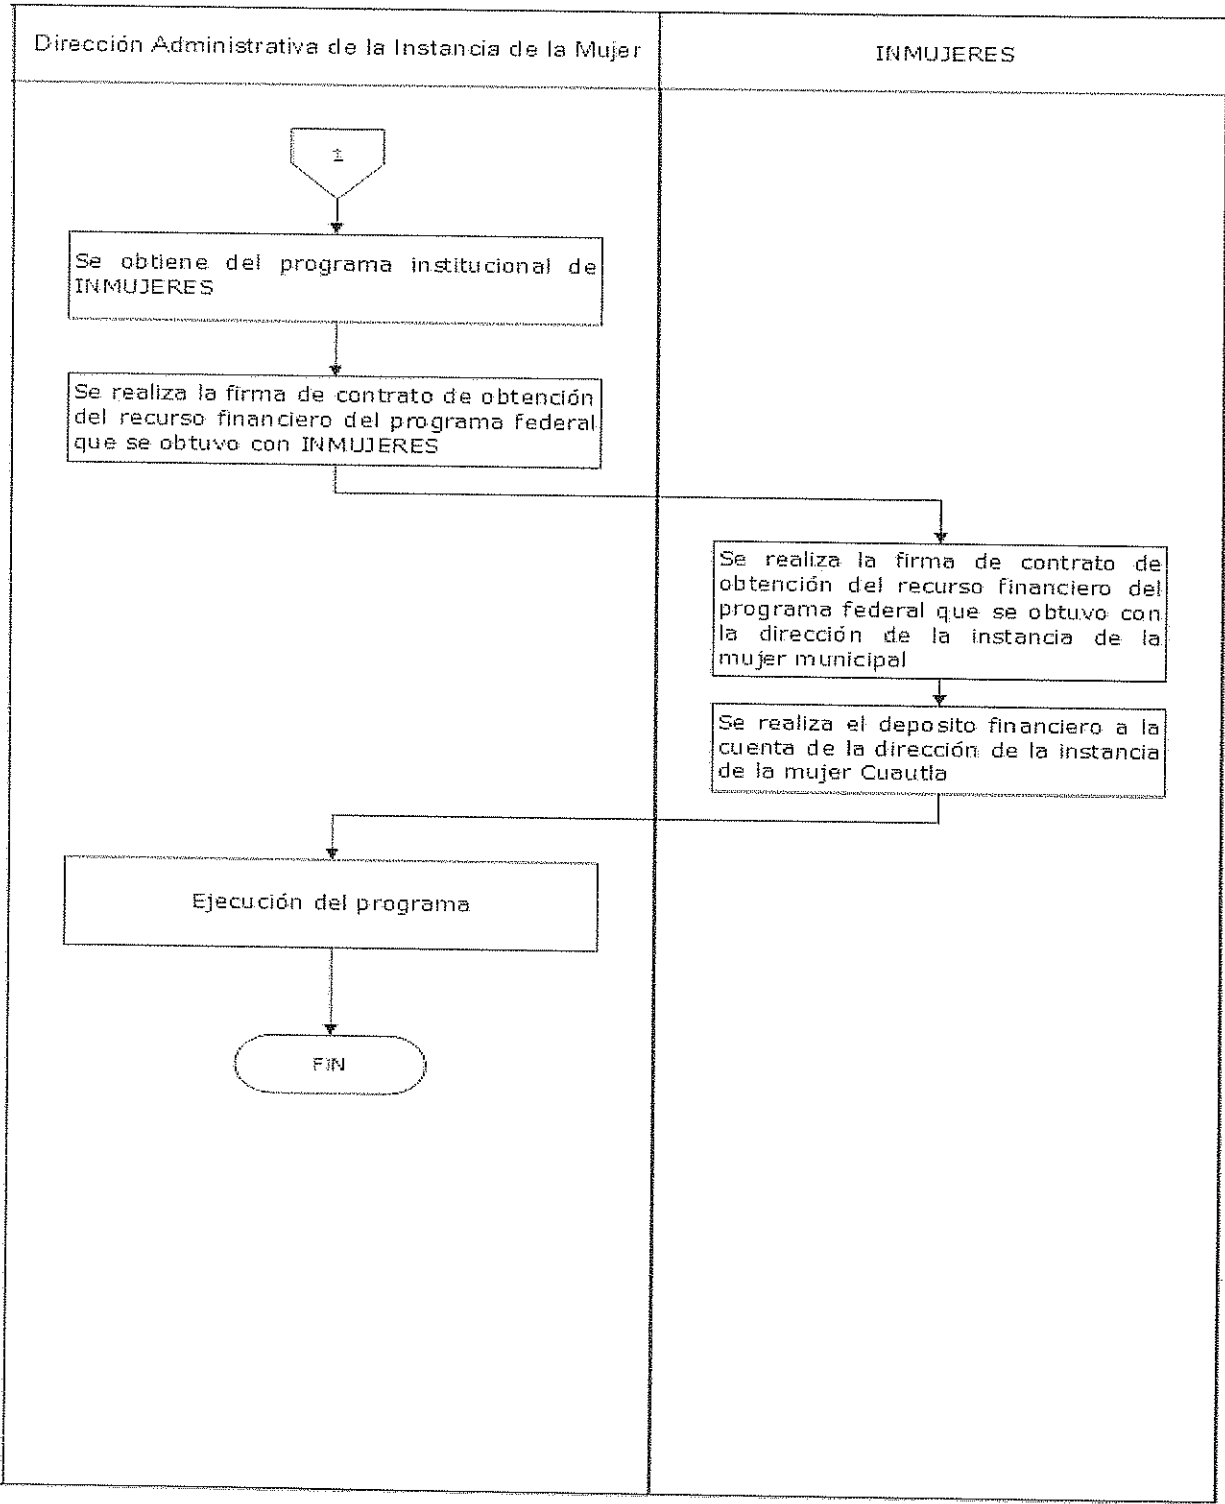 Dirección Administrativa de la Instancia de la Mujer
INMUJERES
1
Se obtiene del programa institucional de
INMUJERES
Se realiza la firma de contrato de obtención
del recurso financiero del programa federal
que se obtuvo con INMUJERES
Se realiza la firma de contrato de
obtención del recurso financiero del
programa federal que se obtuvo con
la dirección de la instancia de la
mujer municipal
Se realiza el deposito financiero a la
cuenta de la dirección de la instancia
de la mujer Cuautla
Ejecución del programa
FIN